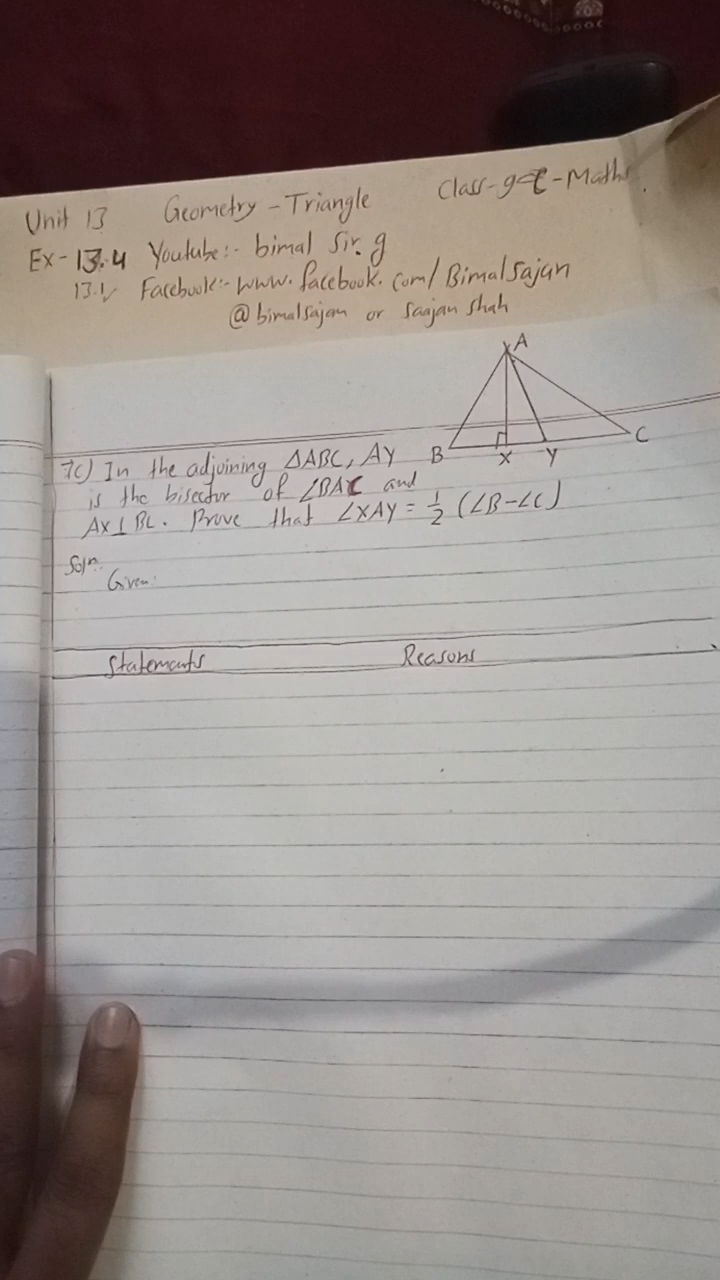 Unit 13 Geometry - Triangle Class-9 - Maths
Ex- 13.4 Youtube:- bimal Sir. g
13.1 Facebook:- www. facebook. com/ Bimalsajan
@ bimalsajan or Saajan shah
A
B X Y C
7c) In the adjoining ΔABC, AY
is the bisector of ∠BAC and
AX⊥BC. Prove that ∠XAY = 1/2 (∠B-∠C)
Soln.
Given:
Statements Reasons